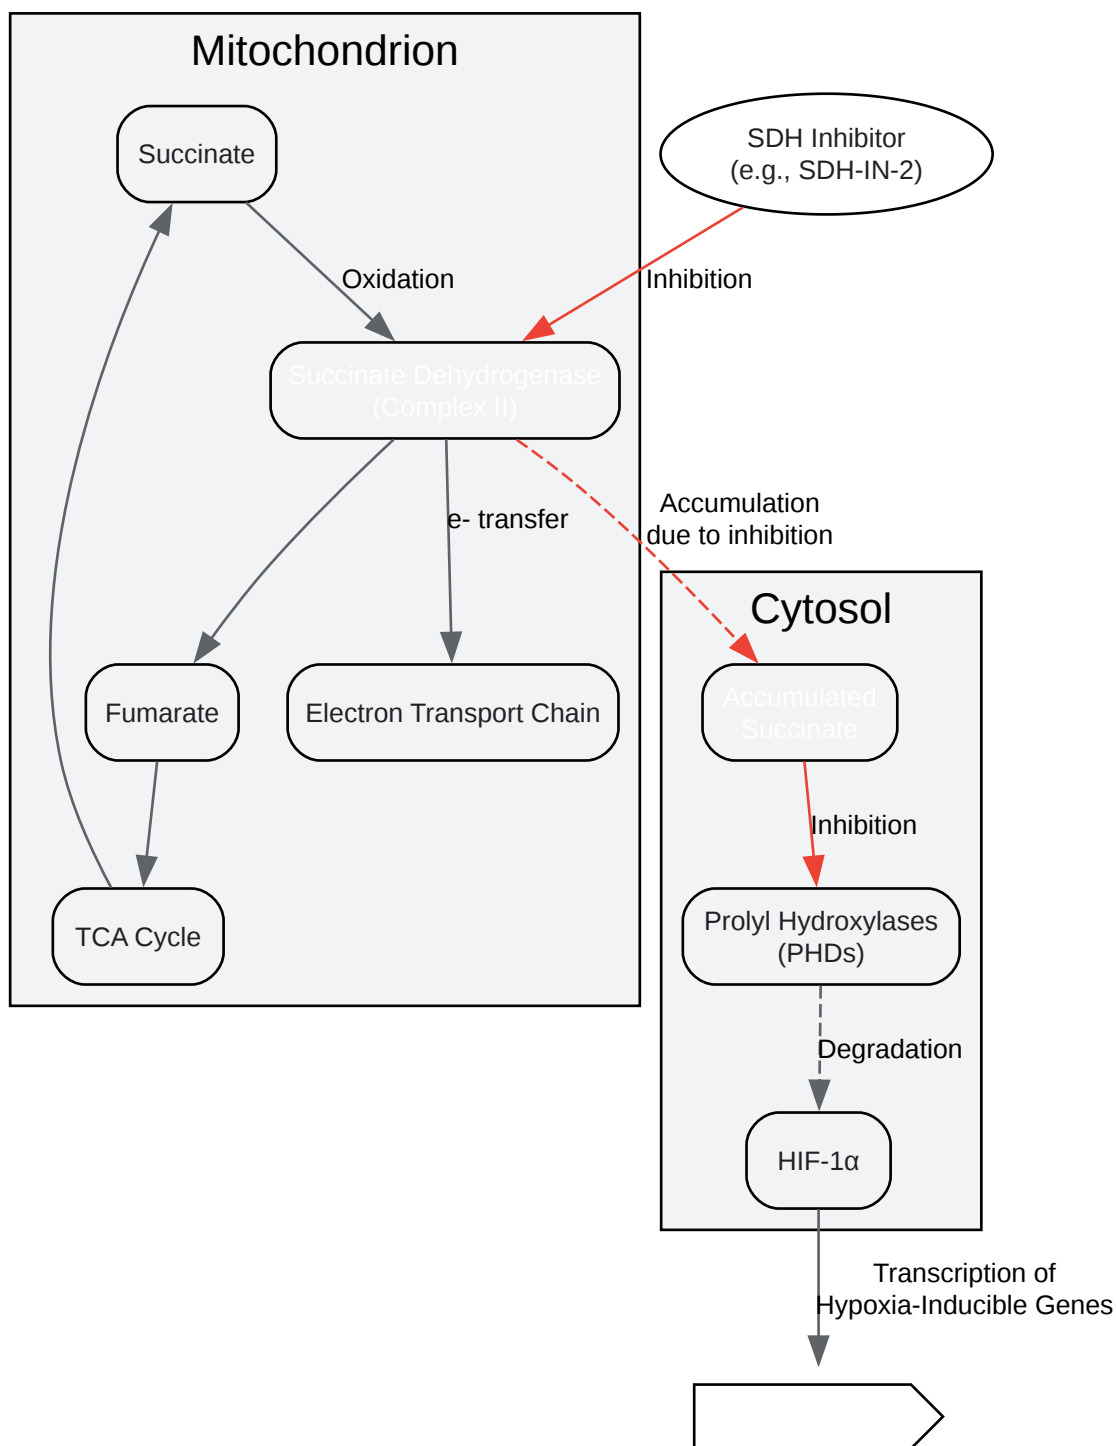 Mitochondrion
Succinate
SDH Inhibitor
(e.g., SDH-IN-2)
Oxidation
Inhibition
Succinate Dehydrogenase
(Complex II)
e- transfer
Accumulation
due to inhibition
Cytosol
Fumarate
Electron Transport Chain
Accumulated
Succinate
Inhibition
TCA Cycle
Prolyl Hydroxylases
(PHDs)
Degradation
HIF-1α
Transcription of
Hypoxia-Inducible Genes